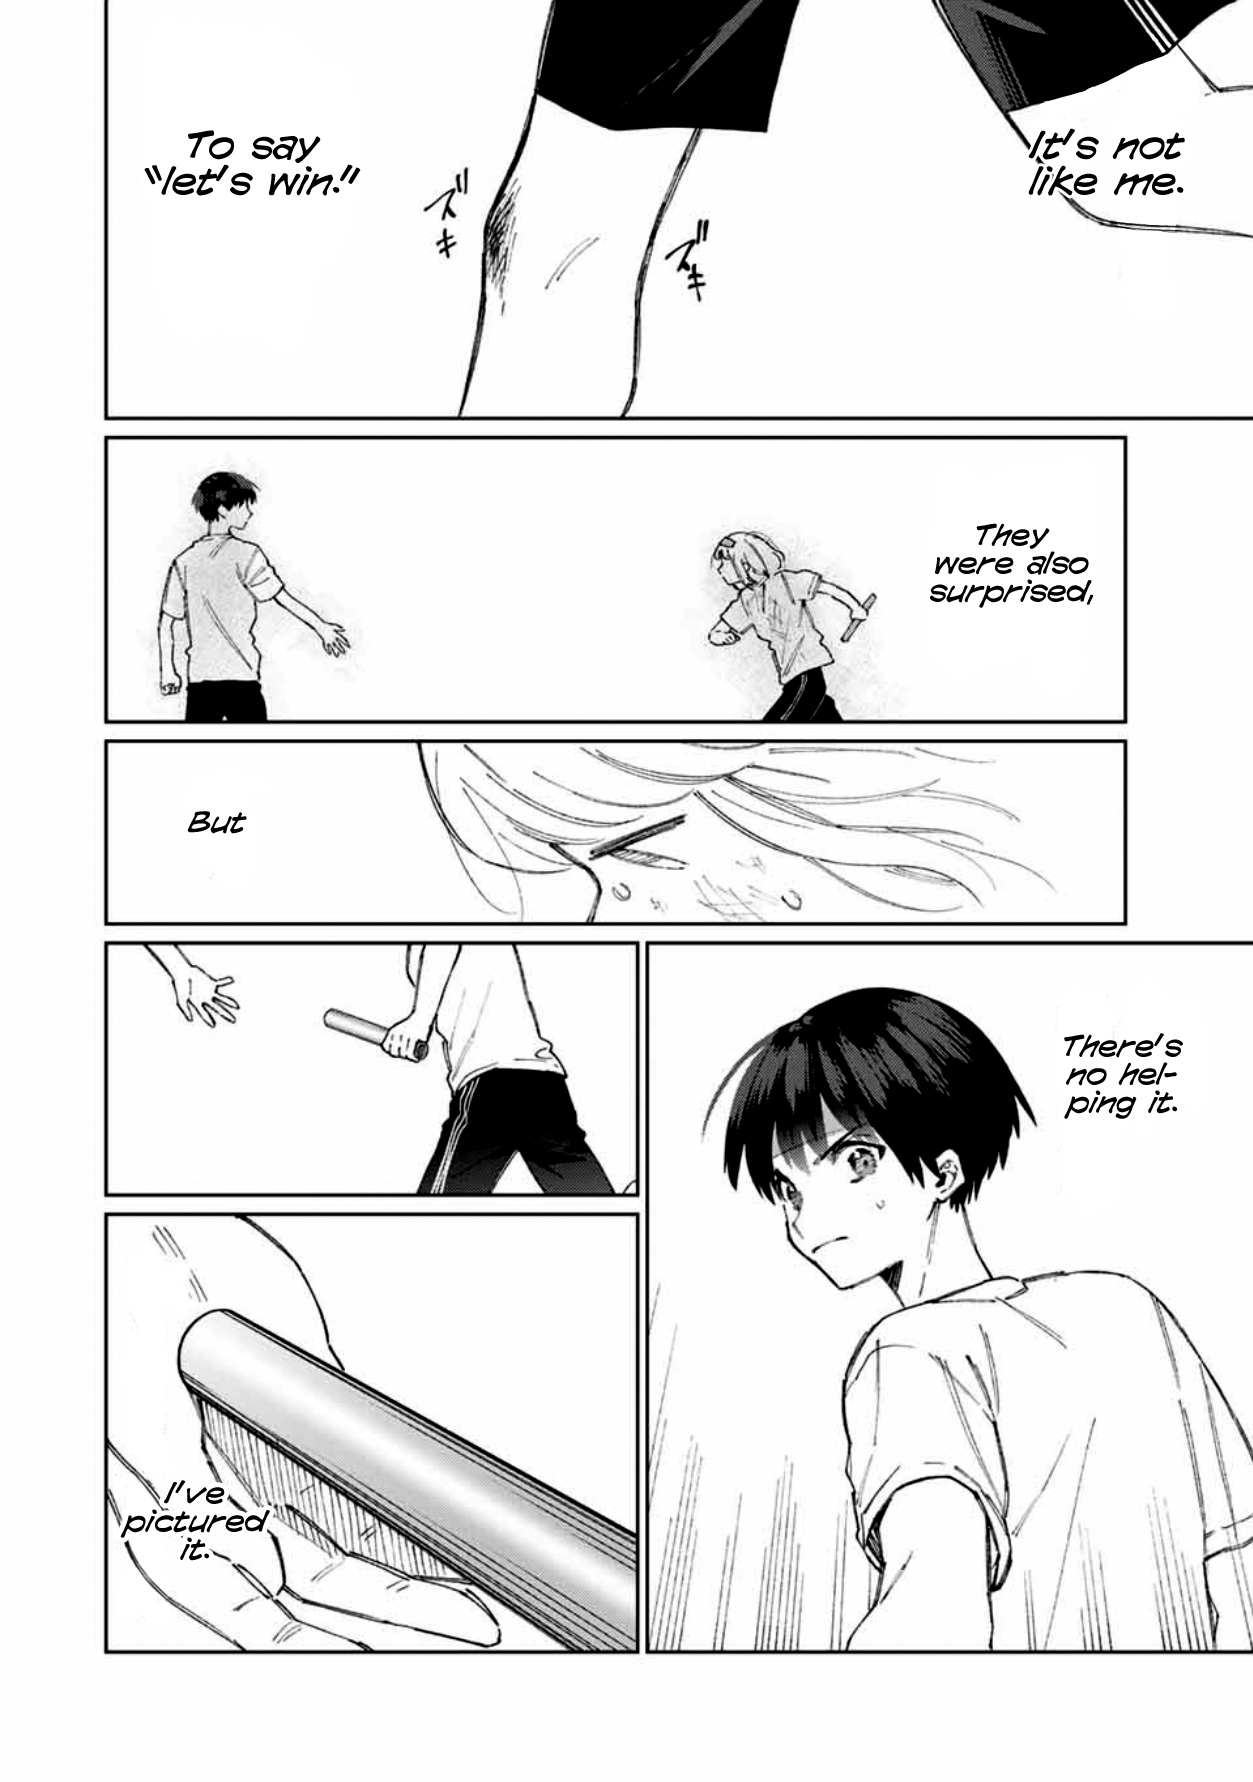 It's not
like me.
To say
"let's win."
ズキ
ズキ
They
were also
surprised,
But
There's
no hel-
ping it.
I've
pictured
it.